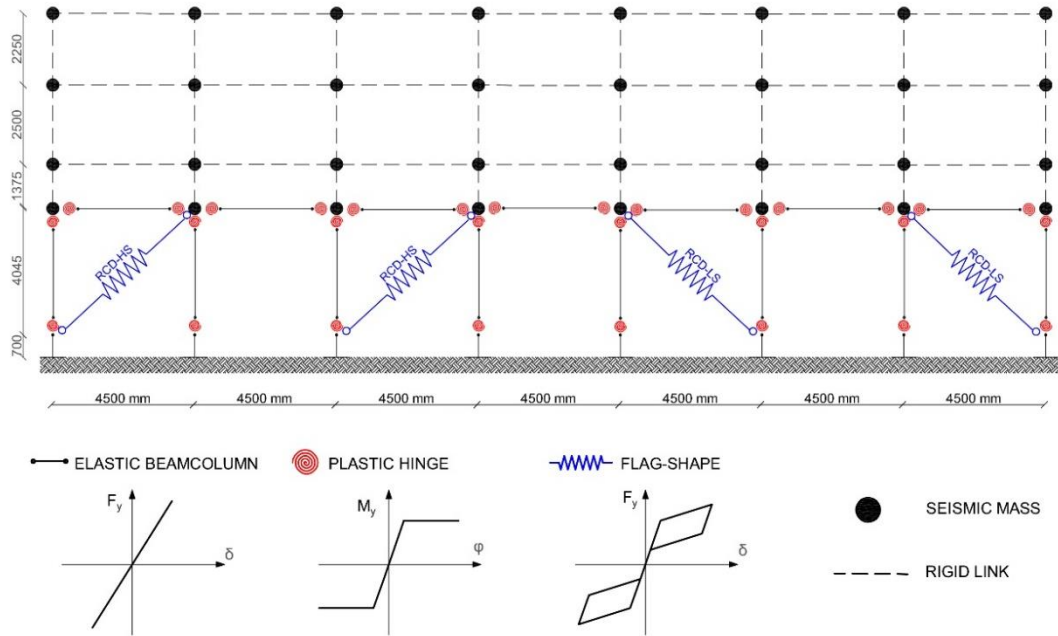 2250
2500
1375
4045
700
RCD-HS
RCD-HS
RCD-LS
RCD-LS
4500 mm
4500 mm
4500 mm
4500 mm
4500 mm
4500 mm
4500 mm
ELASTIC BEAMCOLUMN
PLASTIC HINGE
FLAG-SHAPE
SEISMIC MASS
RIGID LINK
Fy
δ
My
φ
Fy
δ